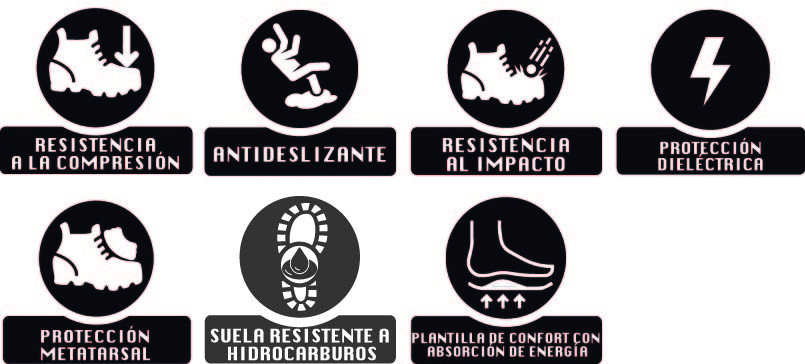 RESISTENCIA
A LA COMPRESIÓN
ANTIDESLIZANTE
RESISTENCIA
AL IMPACTO
PROTECCIÓN
DIELÉCTRICA
PROTECCIÓN
METATARSAL
SUELA RESISTENTE A
HIDROCARBUROS
PLANTILLA DE CONFORT CON
ABSORCIÓN DE ENERGÍA